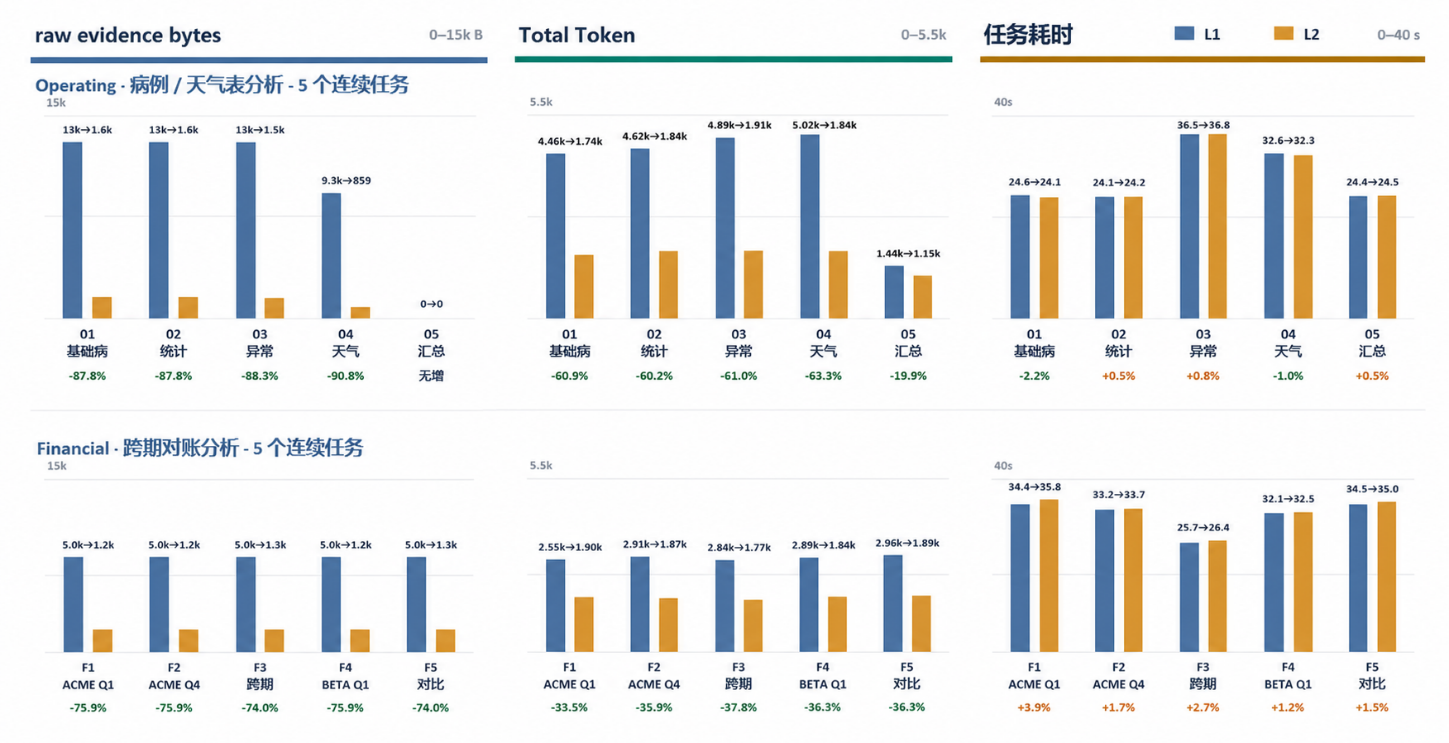 raw evidence bytes 0–15k B
Total Token 0–5.5k
任务耗时 L1 L2 0–40 s
Operating · 病例 / 天气表分析 - 5 个连续任务
15k
13k→1.6k 13k→1.6k 13k→1.5k 9.3k→859 0→0
01 02 03 04 05
基础病 统计 异常 天气 汇总
-87.8% -87.8% -88.3% -90.8% 无增
5.5k
4.46k→1.74k 4.62k→1.84k 4.89k→1.91k 5.02k→1.84k 1.44k→1.15k
01 02 03 04 05
基础病 统计 异常 天气 汇总
-60.9% -60.2% -61.0% -63.3% -19.9%
40s
24.6→24.1 24.1→24.2 36.5→36.8 32.6→32.3 24.4→24.5
01 02 03 04 05
基础病 统计 异常 天气 汇总
-2.2% +0.5% +0.8% -1.0% +0.5%
Financial · 跨期对账分析 - 5 个连续任务
15k
5.0k→1.2k 5.0k→1.2k 5.0k→1.3k 5.0k→1.2k 5.0k→1.3k
F1 F2 F3 F4 F5
ACME Q1 ACME Q4 跨期 BETA Q1 对比
-75.9% -75.9% -74.0% -75.9% -74.0%
5.5k
2.55k→1.90k 2.91k→1.87k 2.84k→1.77k 2.89k→1.84k 2.96k→1.89k
F1 F2 F3 F4 F5
ACME Q1 ACME Q4 跨期 BETA Q1 对比
-33.5% -35.9% -37.8% -36.3% -36.3%
40s
34.4→35.8 33.2→33.7 25.7→26.4 32.1→32.5 34.5→35.0
F1 F2 F3 F4 F5
ACME Q1 ACME Q4 跨期 BETA Q1 对比
+3.9% +1.7% +2.7% +1.2% +1.5%